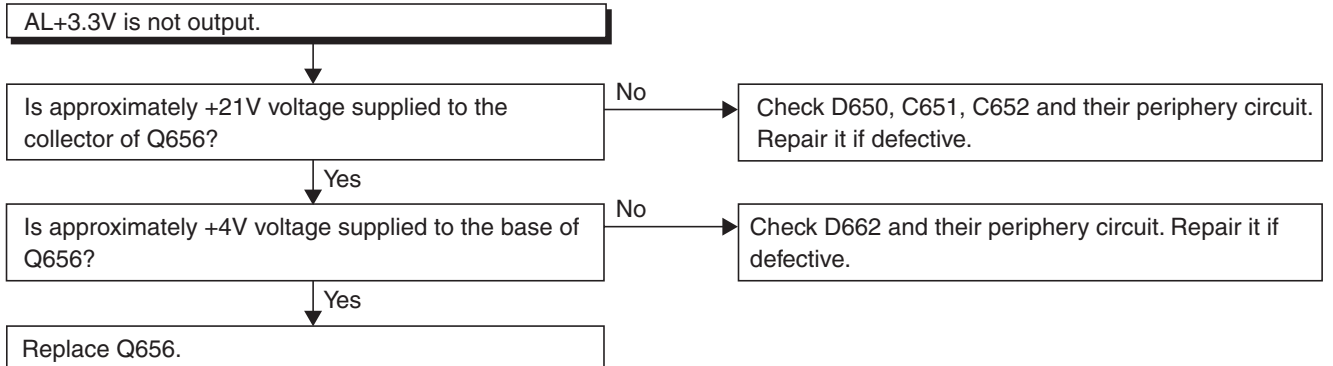 AL+3.3V is not output.
Is approximately +21V voltage supplied to the
collector of Q656?
No
Check D650, C651, C652 and their periphery circuit.
Repair it if defective.
Yes
Is approximately +4V voltage supplied to the base of
Q656?
No
Check D662 and their periphery circuit. Repair it if
defective.
Yes
Replace Q656.